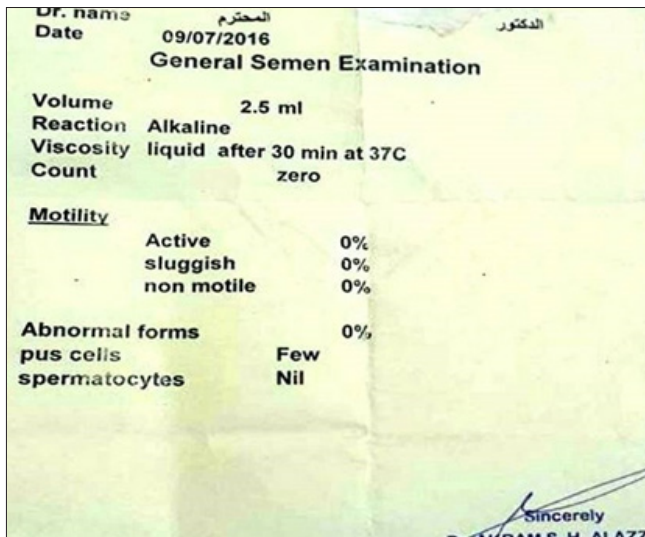 Dr. name المحترم الدكتور
Date 09/07/2016
General Semen Examination
Volume 2.5 ml
Reaction Alkaline
Viscosity liquid after 30 min at 37C
Count zero
Motility
Active 0%
sluggish 0%
non motile 0%
Abnormal forms 0%
pus cells Few
spermatocytes Nil
Sincerely
S. H. ALAZZ